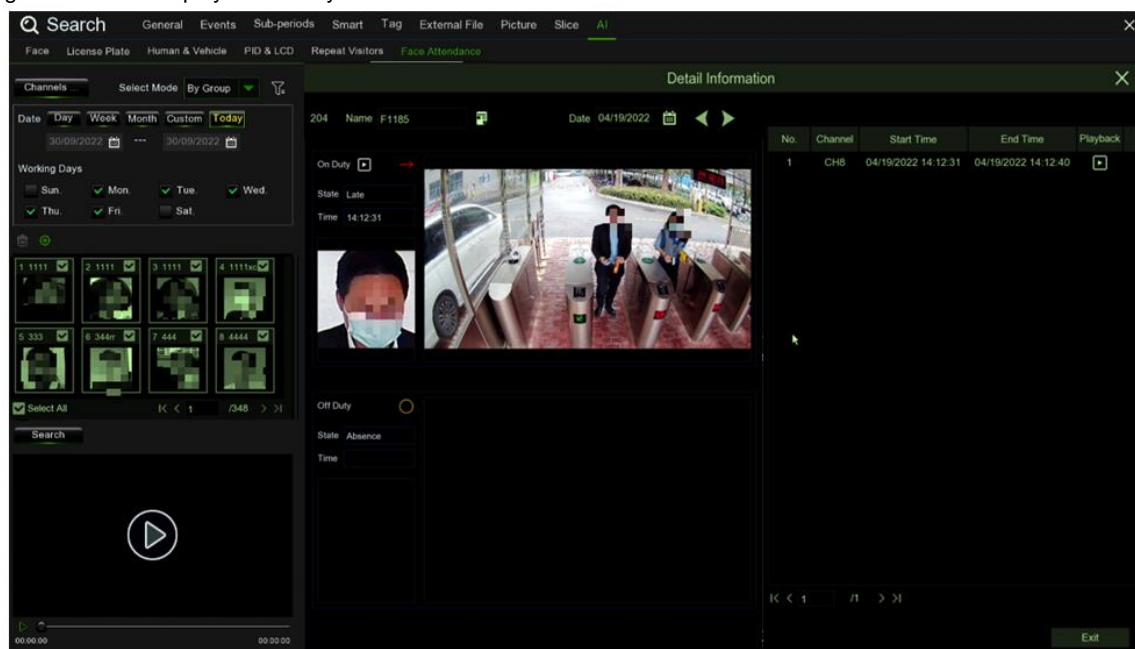 Search General Events Sub-periods Smart Tag External File Picture Slice AI
Face License Plate Human & Vehicle PID & LCD Repeat Visitors Face Attendance
Detail Information
Channels ... Select Mode By Group
Date Day Week Month Custom Today
30/09/2022 --- 30/09/2022
204 Name F1185 Date 04/19/2022
No. Channel Start Time End Time Playback
1 CH8 04/19/2022 14:12:31 04/19/2022 14:12:40
Working Days
Sun. Mon. Tue. Wed.
Thu. Fri. Sat.
On Duty
State Late
Time 14:12:31
1 1111 2 1111 3 1111 4 1111xc
5 333 6 344rr 7 444 8 4444
Select All 1 /348
Search
Off Duty
State Absence
Time
1 /1
00:00:00 00:00:00
Exit